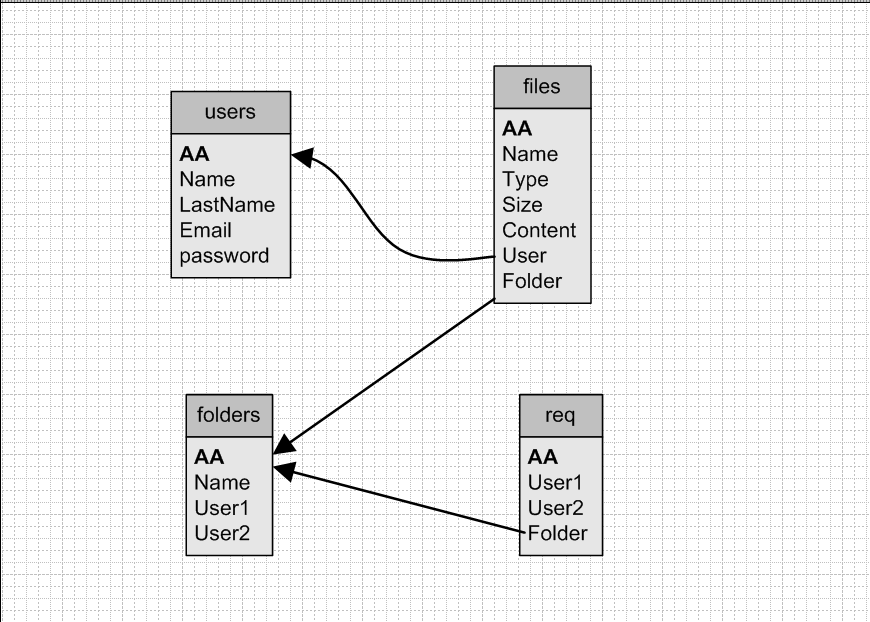 users
AA
Name
LastName
Email
password
files
AA
Name
Type
Size
Content
User
Folder
folders
AA
Name
User1
User2
req
AA
User1
User2
Folder